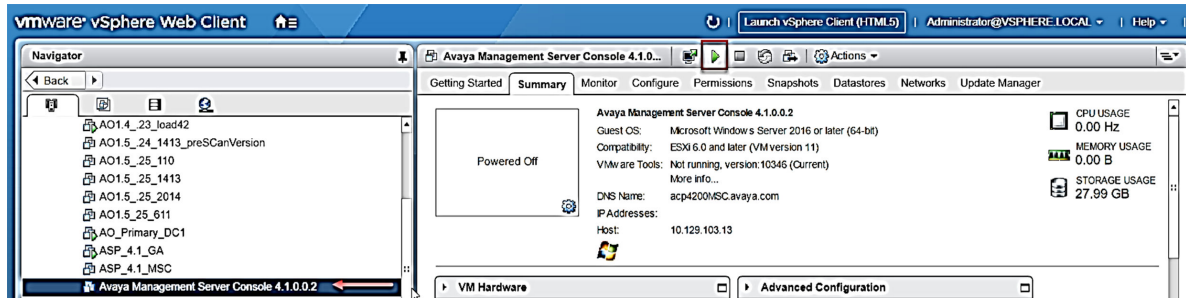 vmware® vSphere Web Client
Launch vSphere Client (HTML5) | Administrator@VSPHERE.LOCAL | Help
Navigator
Back
AO1.4_.23_load42
AO1.5_.24_1413_preSCanVersion
AO1.5_.25_110
AO1.5_.25_1413
AO1.5_.25_2014
AO1.5_25_611
AO_Primary_DC1
ASP_4.1_GA
ASP_4.1_MSC
Avaya Management Server Console 4.1.0.0.2
Avaya Management Server Console 4.1.0... Actions
Getting Started Summary Monitor Configure Permissions Snapshots Datastores Networks Update Manager
Powered Off
Avaya Management Server Console 4.1.0.0.2
Guest OS: Microsoft Windows Server 2016 or later (64-bit)
Compatibility: ESXi 6.0 and later (VM version 11)
VMware Tools: Not running, version:10346 (Current)
More info...
DNS Name: acp4200MSC.avaya.com
IP Addresses:
Host: 10.129.103.13
CPU USAGE
0.00 Hz
MEMORY USAGE
0.00 B
STORAGE USAGE
27.99 GB
VM Hardware
Advanced Configuration